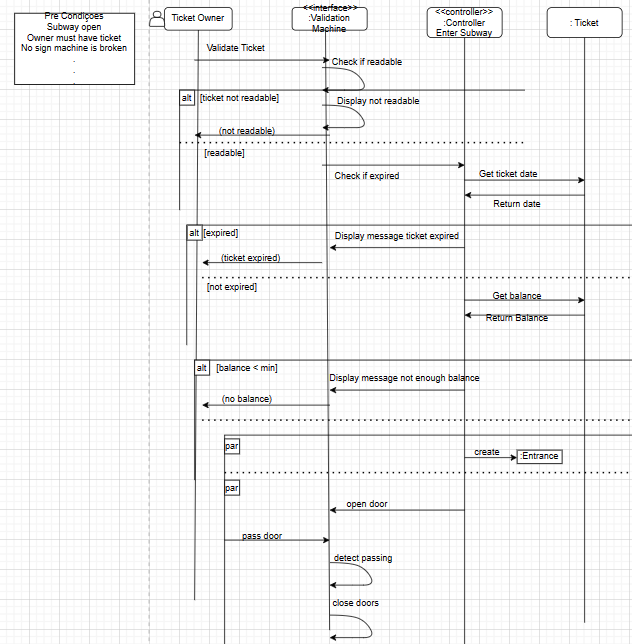 Pre Condiçoes
Subway open
Owner must have ticket
No sign machine is broken
.
.
.
Ticket Owner
<<interface>>
:Validation
Machine
<<controller>>
:Controller
Enter Subway
: Ticket
Validate Ticket
Check if readable
alt [ticket not readable]
Display not readable
(not readable)
[readable]
Check if expired
Get ticket date
Return date
alt [expired]
Display message ticket expired
(ticket expired)
[not expired]
Get balance
Return Balance
alt [balance < min]
Display message not enough balance
(no balance)
par
create
:Entrance
par
open door
pass door
detect passing
close doors